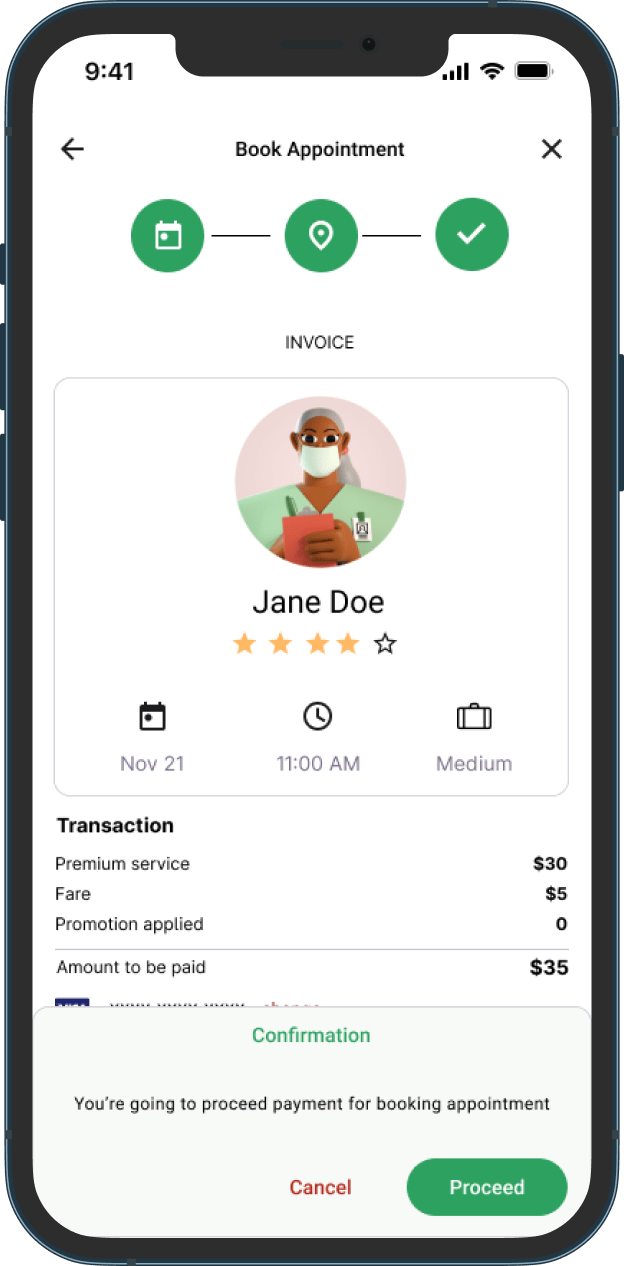 9:41
Book Appointment
INVOICE
Jane Doe
Nov 21 11:00 AM Medium
Transaction
Premium service $30
Fare $5
Promotion applied 0
Amount to be paid $35
Confirmation
You're going to proceed payment for booking appointment
Cancel Proceed